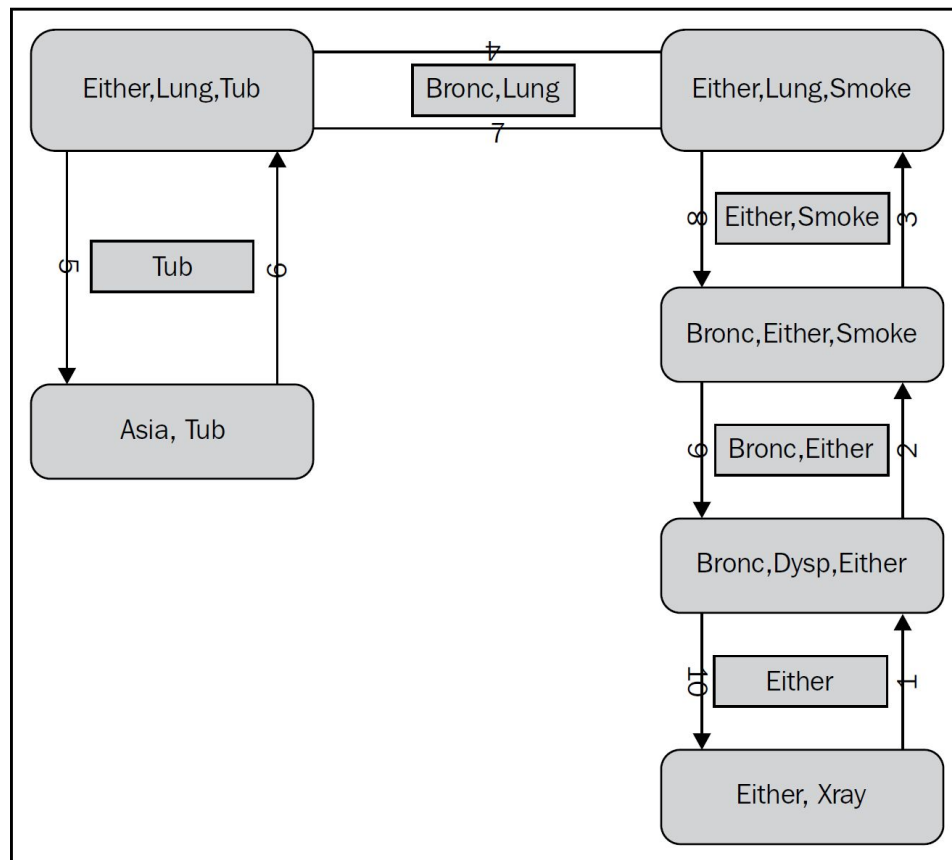 4
Either,Lung,Tub
Bronc,Lung
Either,Lung,Smoke
7
8
Either,Smoke
3
5
Tub
6
Bronc,Either,Smoke
Asia, Tub
9
Bronc,Either
2
Bronc,Dysp,Either
10
Either
1
Either, Xray